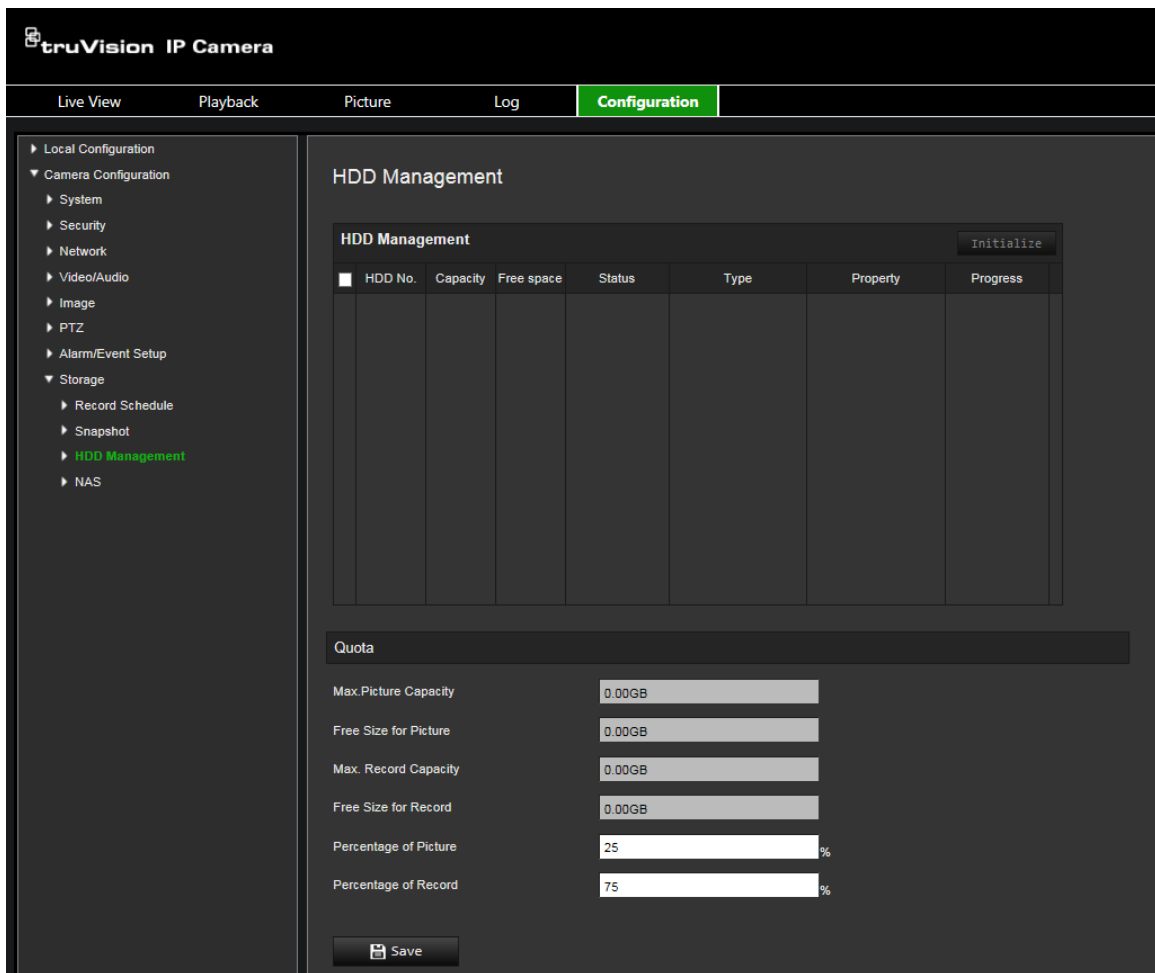 truVision IP Camera
Live View Playback Picture Log Configuration
Local Configuration
Camera Configuration
System
Security
Network
Video/Audio
Image
PTZ
Alarm/Event Setup
Storage
Record Schedule
Snapshot
HDD Management
NAS
HDD Management
HDD Management Initialize
HDD No. Capacity Free space Status Type Property Progress
Quota
Max.Picture Capacity 0.00GB
Free Size for Picture 0.00GB
Max. Record Capacity 0.00GB
Free Size for Record 0.00GB
Percentage of Picture 25 %
Percentage of Record 75 %
Save